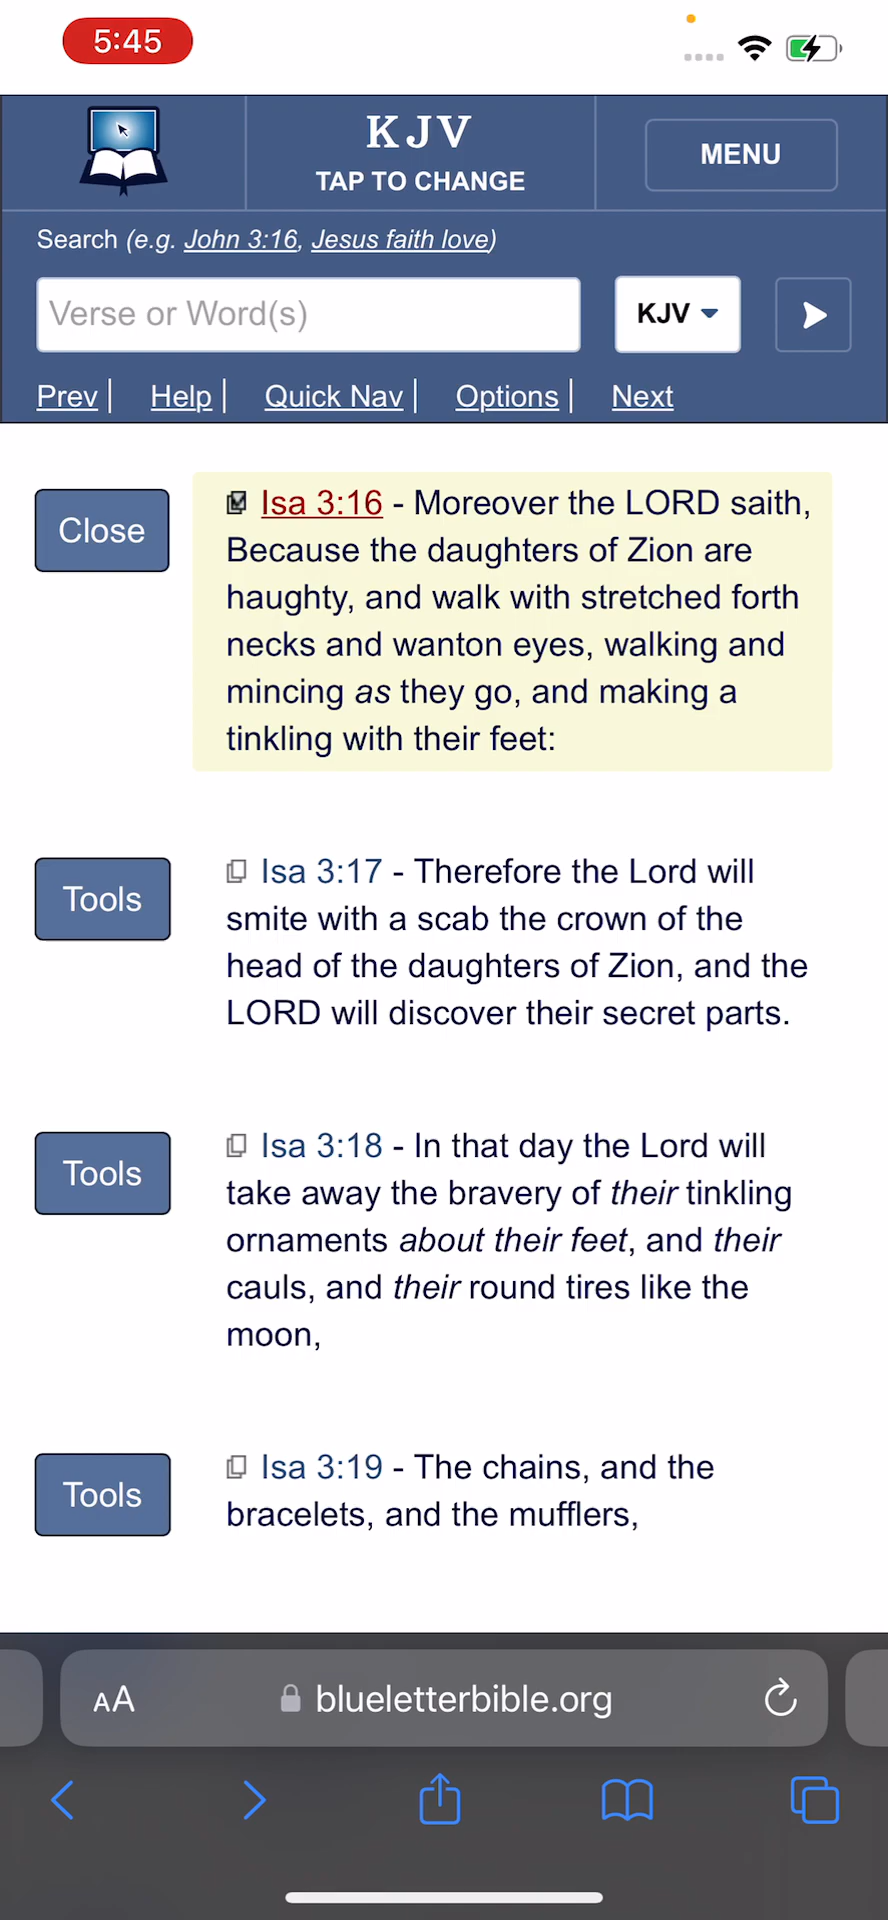 5:45
KJV
TAP TO CHANGE
MENU
Search (e.g. John 3:16, Jesus faith love)
Verse or Word(s)
KJV
Prev | Help | Quick Nav | Options | Next
Close
Isa 3:16 - Moreover the LORD saith,
Because the daughters of Zion are
haughty, and walk with stretched forth
necks and wanton eyes, walking and
mincing as they go, and making a
tinkling with their feet:
Tools
Isa 3:17 - Therefore the Lord will
smite with a scab the crown of the
head of the daughters of Zion, and the
LORD will discover their secret parts.
Tools
Isa 3:18 - In that day the Lord will
take away the bravery of their tinkling
ornaments about their feet, and their
cauls, and their round tires like the
moon,
Tools
Isa 3:19 - The chains, and the
bracelets, and the mufflers,
AA
blueletterbible.org